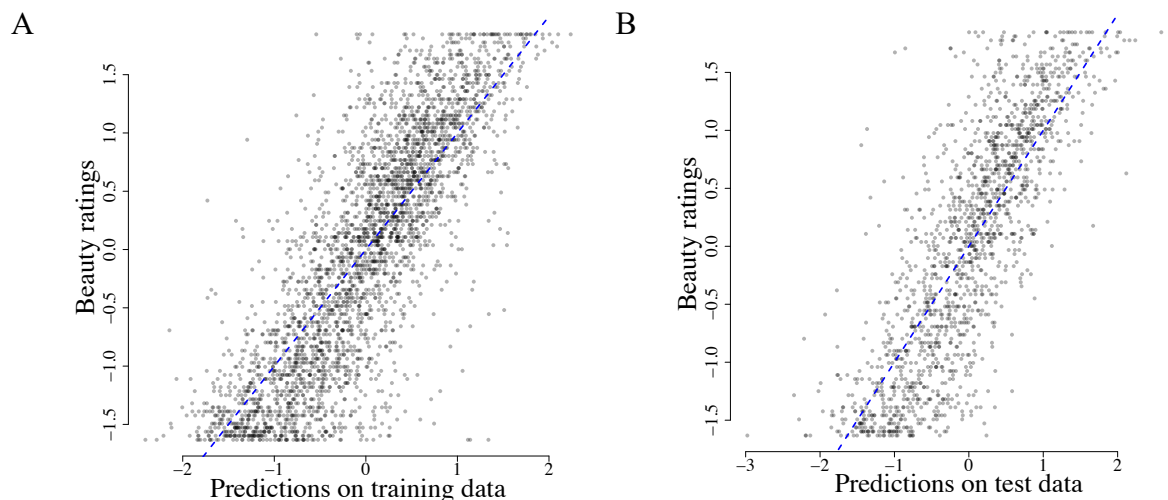 A
B
Beauty ratings
1.5
1.0
0.5
0.0
−0.5
−1.0
−1.5
−2 −1 0 1 2
Predictions on training data
Beauty ratings
1.5
1.0
0.5
0.0
−0.5
−1.0
−1.5
−3 −2 −1 0 1 2
Predictions on test data